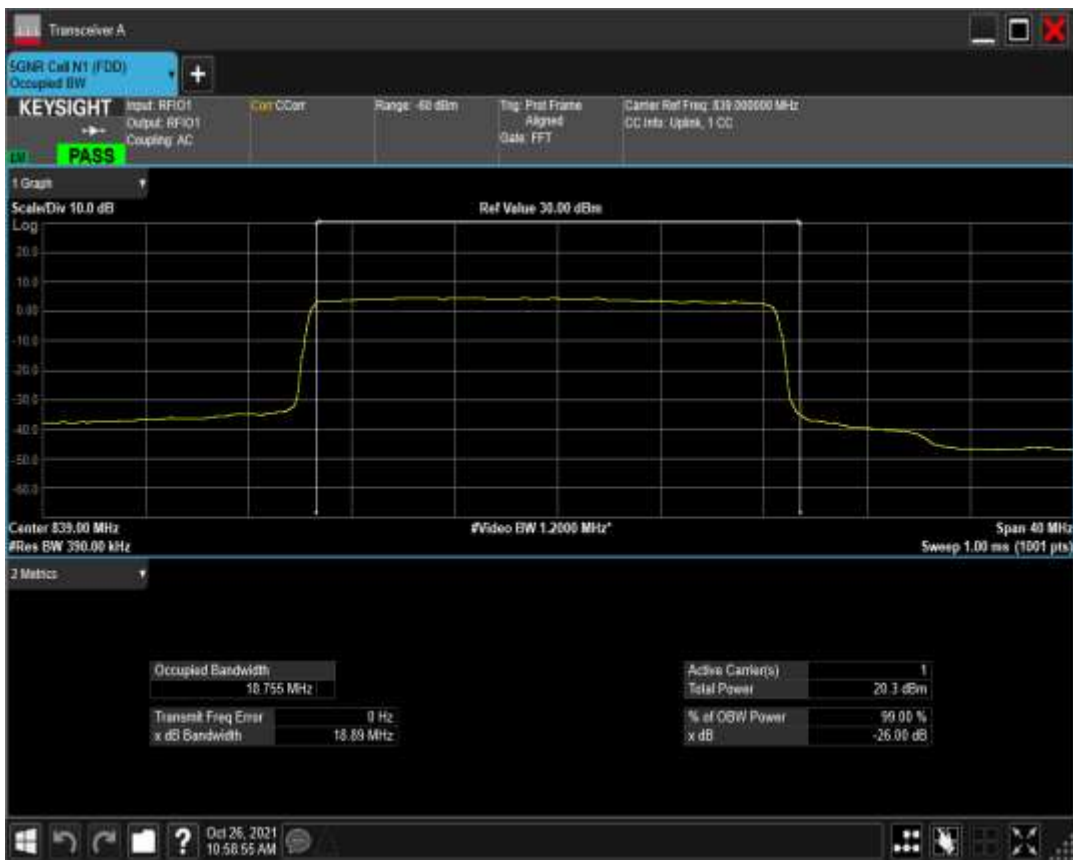 Transceiver A
5GNR Cell N1 (FDD)
Occupied BW
+
KEYSIGHT
PASS
Input: RFIO1
Output: RFIO1
Coupling: AC
Corr CCorr
Range: -60 dBm
Trig: Prot Frame
Aligned
Gate: FFT
Carrier Ref Freq: 839.000000 MHz
CC Info: Uplink, 1 CC
1 Graph
Scale/Div 10.0 dB
Ref Value 30.00 dBm
Log
20.0
10.0
0.00
-10.0
-20.0
-30.0
-40.0
-50.0
-60.0
Center 839.00 MHz
#Video BW 1.2000 MHz*
Span 40 MHz
#Res BW 390.00 kHz
Sweep 1.00 ms (1001 pts)
2 Metrics
Occupied Bandwidth
18.755 MHz
Transmit Freq Error 0 Hz
x dB Bandwidth 18.89 MHz
Active Carrier(s) 1
Total Power 20.3 dBm
% of OBW Power 99.00 %
x dB -26.00 dB
?
Oct 26, 2021
10:58:55 AM